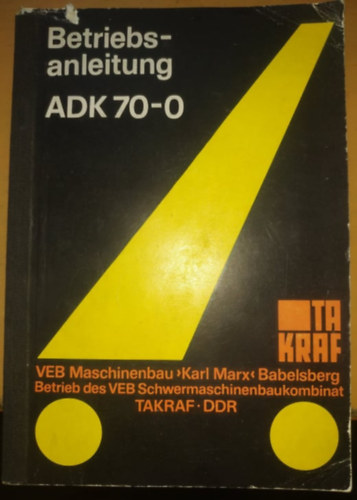 Betriebs-
anleitung
ADK 70-0
TA
KRAF
VEB Maschinenbau ›Karl Marx‹ Babelsberg
Betrieb des VEB Schwermaschinenbaukombinat
TAKRAF · DDR